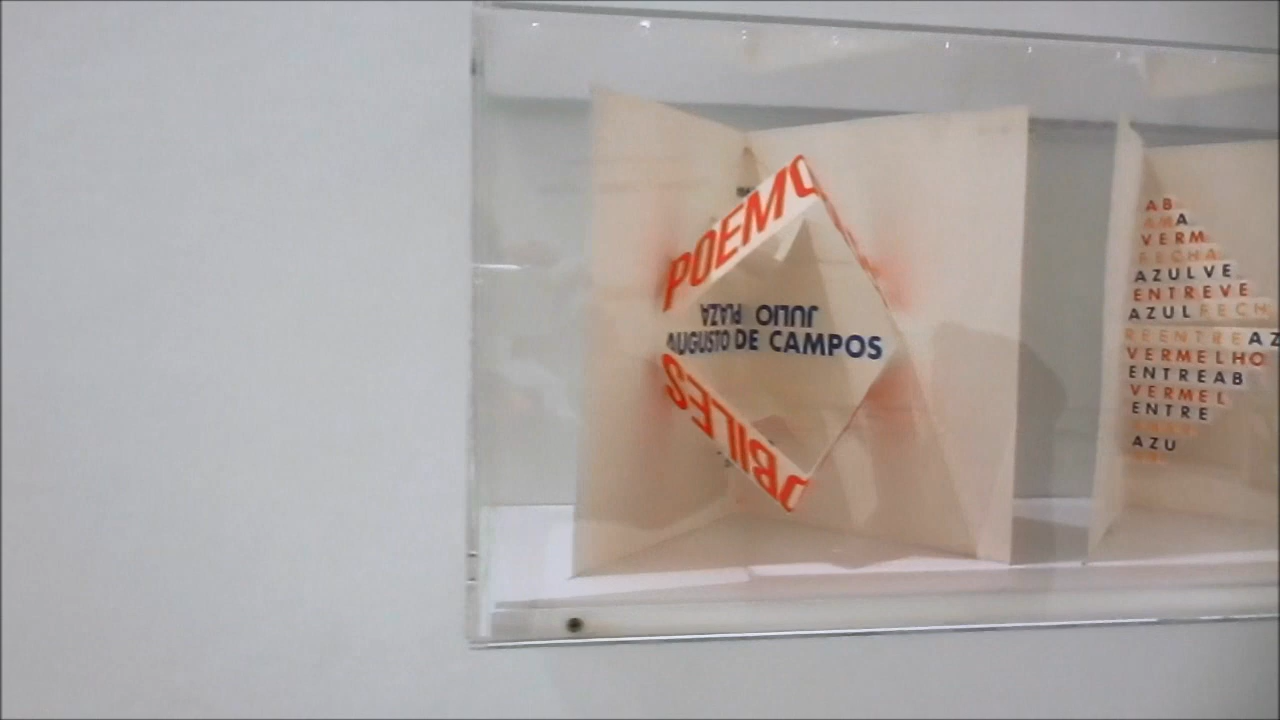 POEMO
JULIO PLAZA
AUGUSTO DE CAMPOS
BILES
AB
AMA
VERM
FECHA
AZULVE
ENTREVE
AZULFECH
REENTREAZ
VERMELHO
ENTREAB
VERMEL
ENTRE
AZU